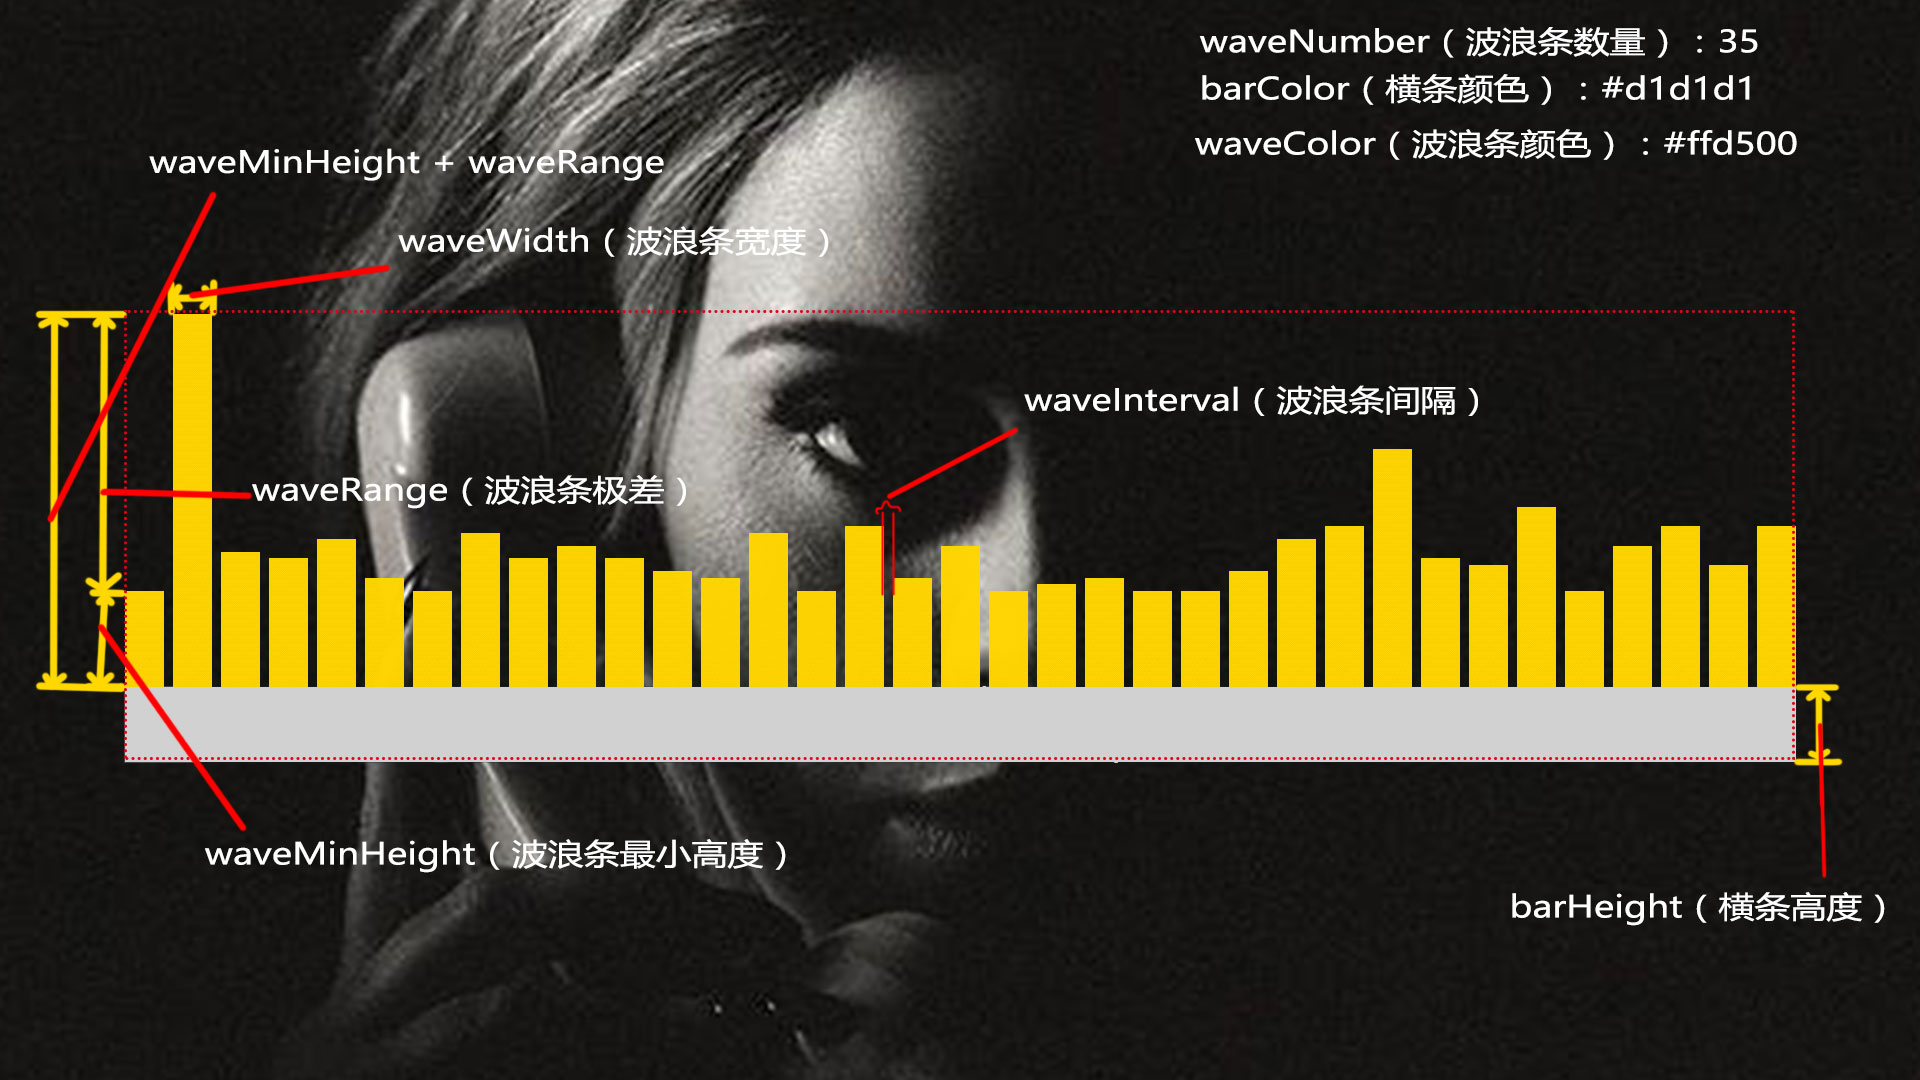 waveNumber（波浪条数量）：35
barColor（横条颜色）：#d1d1d1
waveColor（波浪条颜色）：#ffd500
waveMinHeight + waveRange
waveWidth（波浪条宽度）
waveInterval（波浪条间隔）
waveRange（波浪条极差）
waveMinHeight（波浪条最小高度）
barHeight（横条高度）